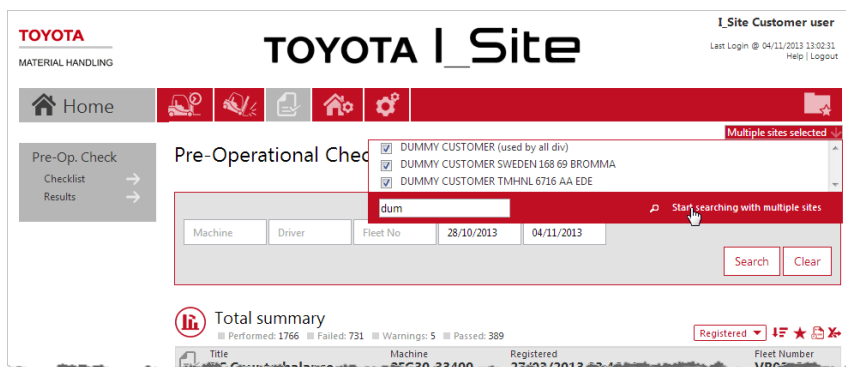 I_Site Customer user
TOYOTA
MATERIAL HANDLING
TOYOTA I_Site
Last Login @ 04/11/2013 13:02:31
Help | Logout
Home
Multiple sites selected
Pre-Op. Check
Checklist
Results
Pre-Operational Chec
DUMMY CUSTOMER (used by all div)
DUMMY CUSTOMER SWEDEN 168 69 BROMMA
DUMMY CUSTOMER TMHNL 6716 AA EDE
dum
Start searching with multiple sites
Machine Driver Fleet No 28/10/2013 04/11/2013
Search Clear
Total summary
Performed: 1766 Failed: 731 Warnings: 5 Passed: 389
Registered
Title Machine Registered Fleet Number